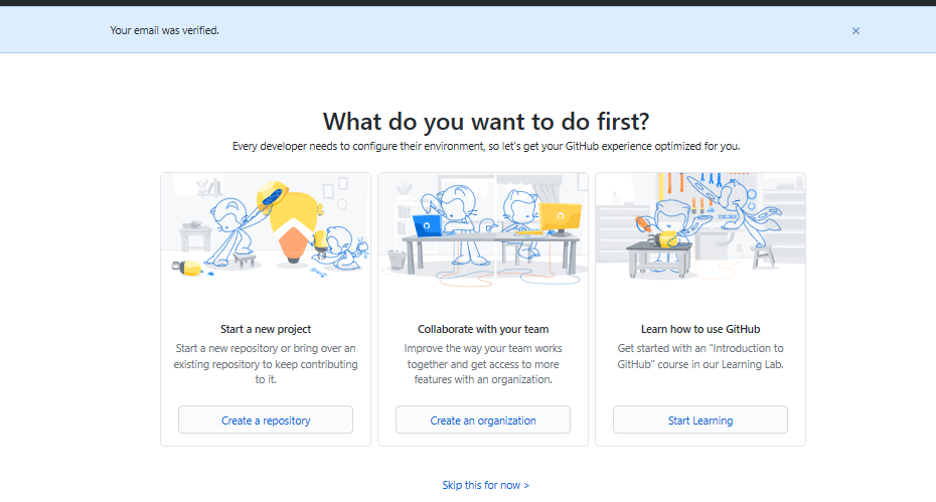 Your email was verified.
×
What do you want to do first?
Every developer needs to configure their environment, so let's get your GitHub experience optimized for you.
Start a new project
Start a new repository or bring over an
existing repository to keep contributing
to it.
Create a repository
Collaborate with your team
Improve the way your team works
together and get access to more
features with an organization.
Create an organization
Learn how to use GitHub
Get started with an "Introduction to
GitHub" course in our Learning Lab.
Start Learning
Skip this for now >